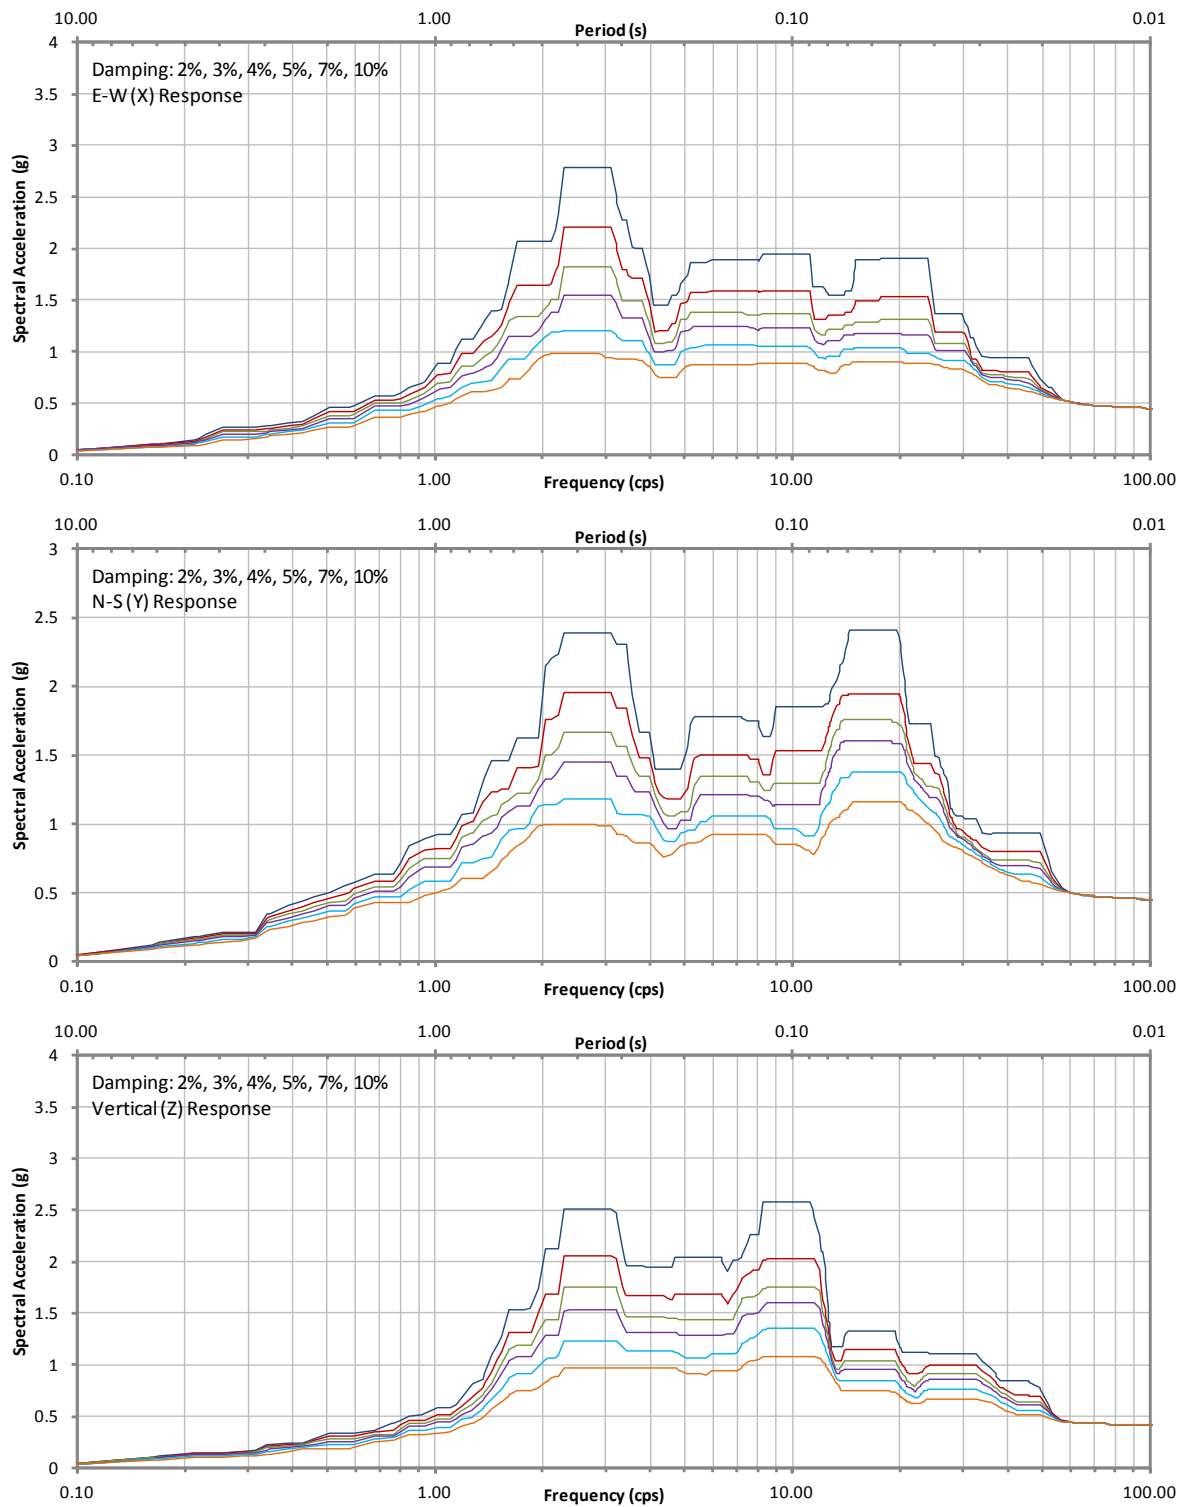 10.00 1.00 0.10 0.01
Period (s)
4
Damping: 2%, 3%, 4%, 5%, 7%, 10%
E-W (X) Response
3.5
3
2.5
2
1.5
1
0.5
0
Spectral Acceleration (g)
0.10 1.00 10.00 100.00
Frequency (cps)
10.00 1.00 0.10 0.01
Period (s)
3
Damping: 2%, 3%, 4%, 5%, 7%, 10%
N-S (Y) Response
2.5
2
1.5
1
0.5
0
Spectral Acceleration (g)
0.10 1.00 10.00 100.00
Frequency (cps)
10.00 1.00 0.10 0.01
Period (s)
4
Damping: 2%, 3%, 4%, 5%, 7%, 10%
Vertical (Z) Response
3.5
3
2.5
2
1.5
1
0.5
0
Spectral Acceleration (g)
0.10 1.00 10.00 100.00
Frequency (cps)